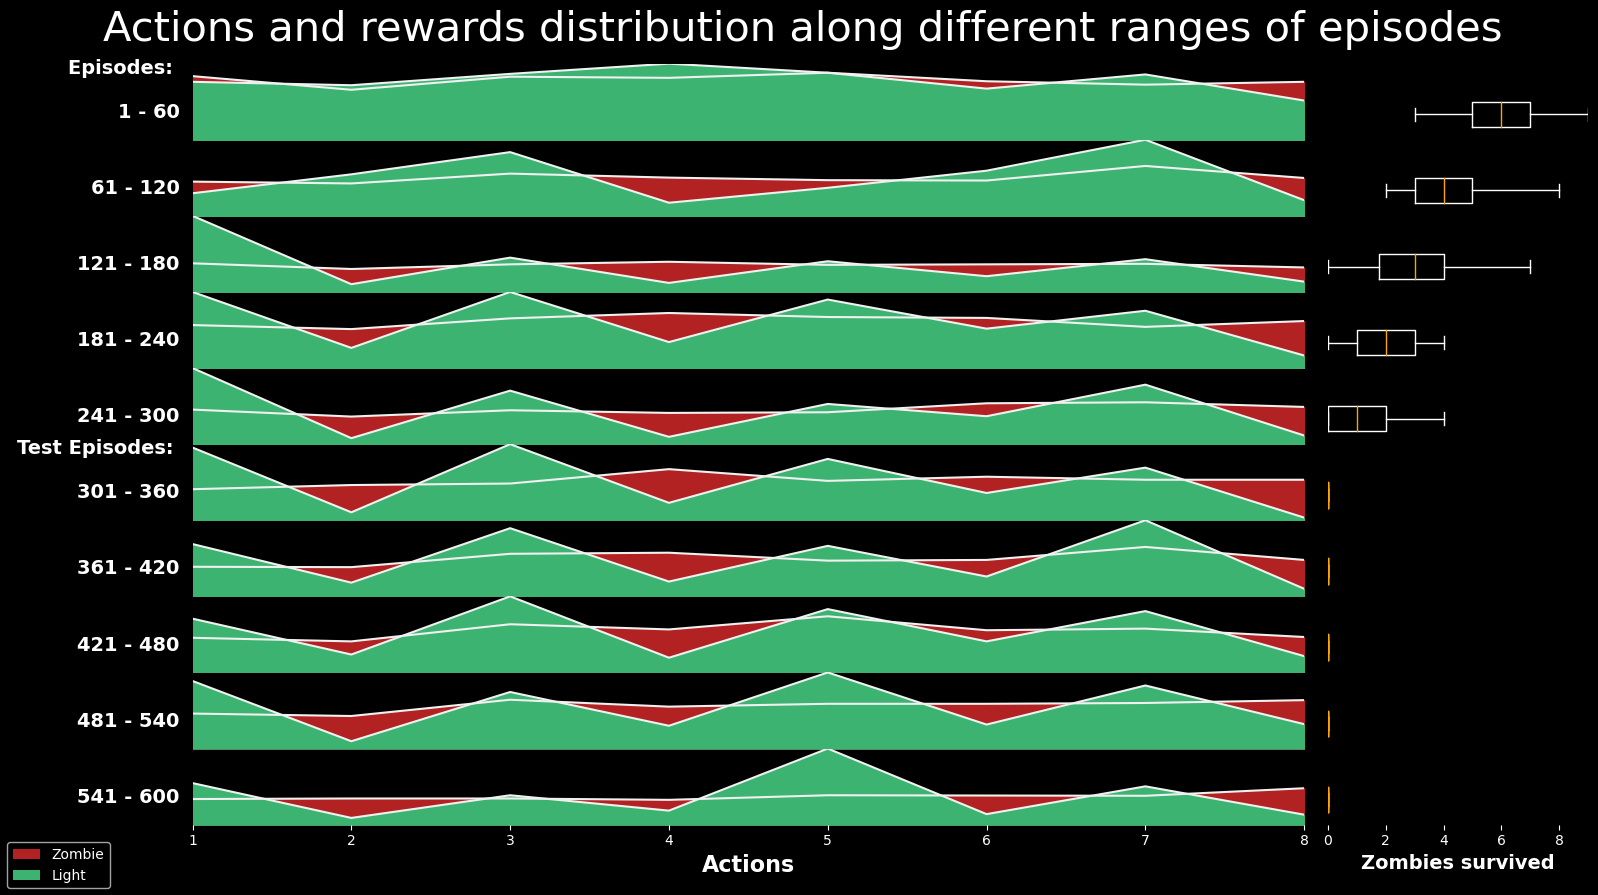 Actions and rewards distribution along different ranges of episodes
Episodes:
1 - 60
61 - 120
121 - 180
181 - 240
241 - 300
Test Episodes:
301 - 360
361 - 420
421 - 480
481 - 540
541 - 600
1 2 3 4 5 6 7 8
0 2 4 6 8
Actions
Zombies survived
Zombie
Light